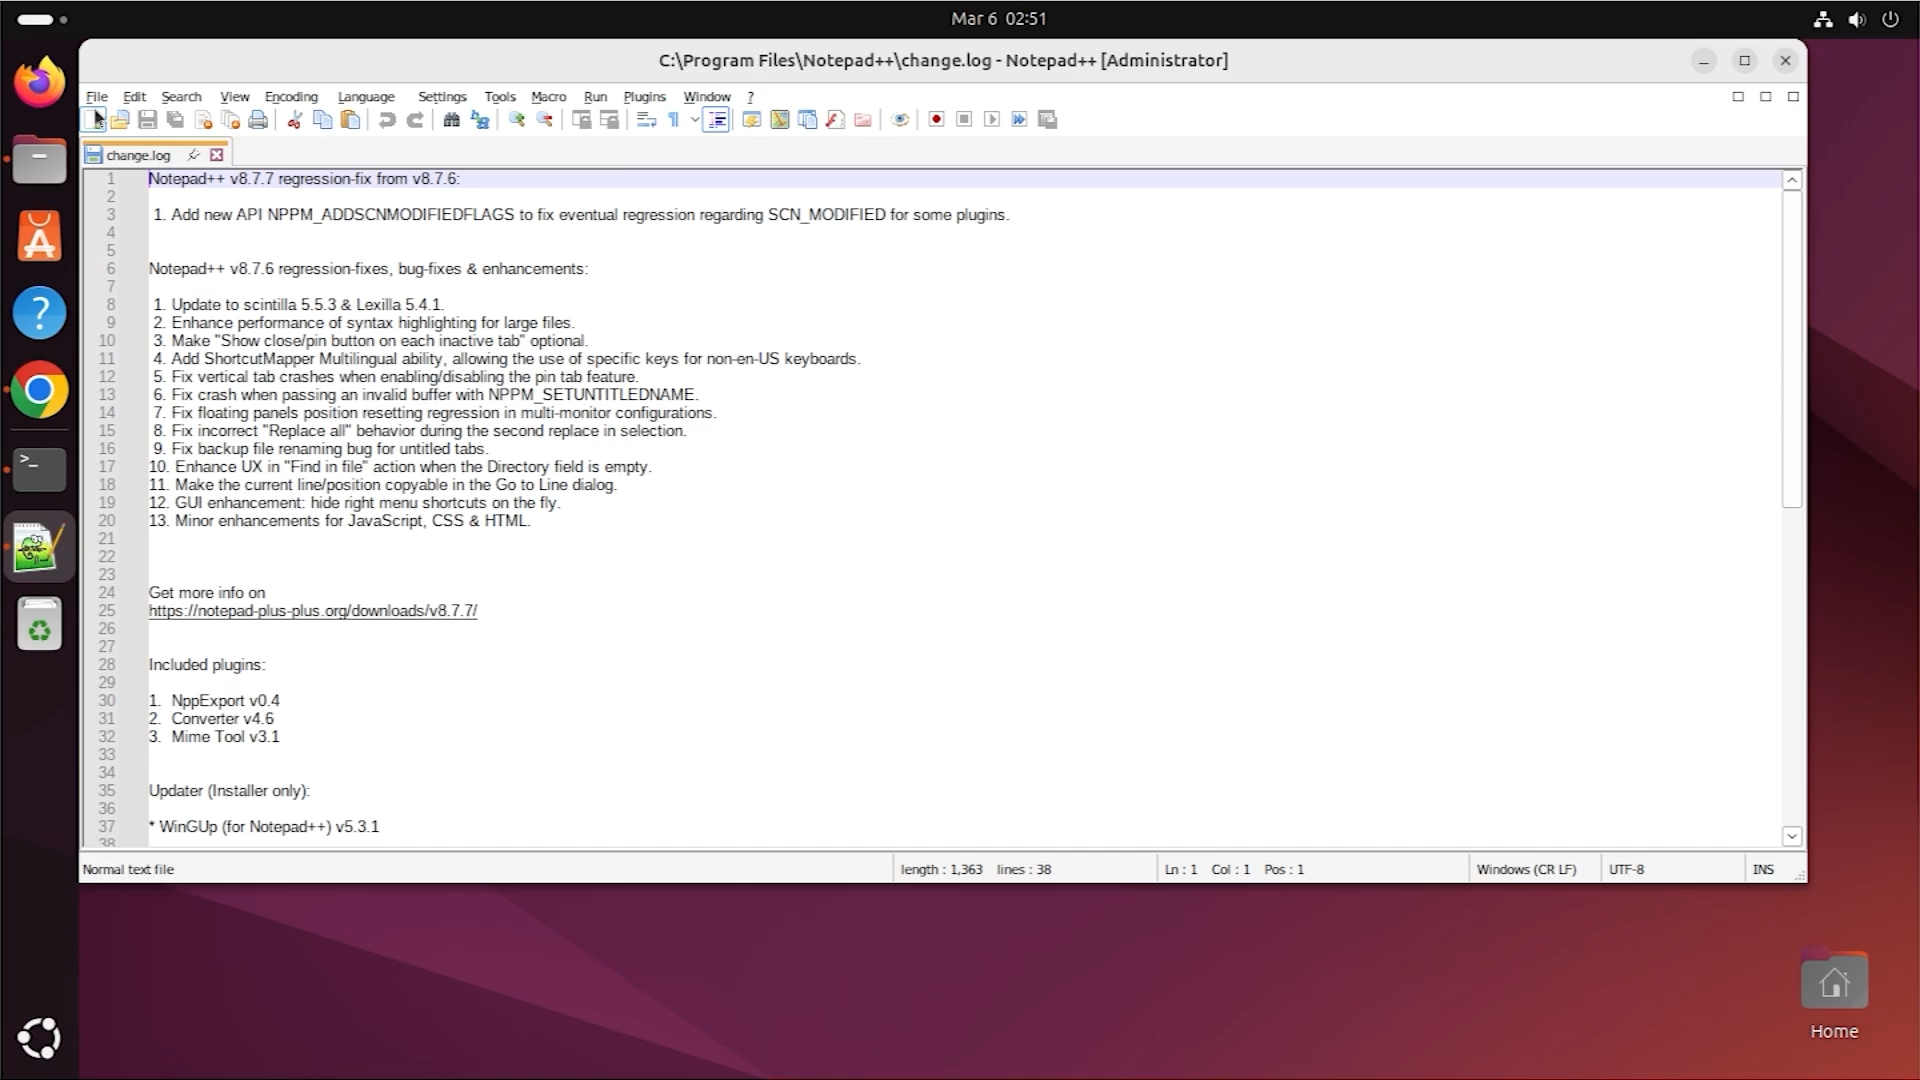 Mar 6 02:51
C:\Program Files\Notepad++\change.log - Notepad++ [Administrator]
File Edit Search View Encoding Language Settings Tools Macro Run Plugins Window ?
change.log
1 Notepad++ v8.7.7 regression-fix from v8.7.6:
2
3 1. Add new API NPPM_ADDSCNMODIFIEDFLAGS to fix eventual regression regarding SCN_MODIFIED for some plugins.
4
5
6 Notepad++ v8.7.6 regression-fixes, bug-fixes & enhancements:
7
8 1. Update to scintilla 5.5.3 & Lexilla 5.4.1.
9 2. Enhance performance of syntax highlighting for large files.
10 3. Make "Show close/pin button on each inactive tab" optional.
11 4. Add ShortcutMapper Multilingual ability, allowing the use of specific keys for non-en-US keyboards.
12 5. Fix vertical tab crashes when enabling/disabling the pin tab feature.
13 6. Fix crash when passing an invalid buffer with NPPM_SETUNTITLEDNAME.
14 7. Fix floating panels position resetting regression in multi-monitor configurations.
15 8. Fix incorrect "Replace all" behavior during the second replace in selection.
16 9. Fix backup file renaming bug for untitled tabs.
17 10. Enhance UX in "Find in file" action when the Directory field is empty.
18 11. Make the current line/position copyable in the Go to Line dialog.
19 12. GUI enhancement: hide right menu shortcuts on the fly.
20 13. Minor enhancements for JavaScript, CSS & HTML.
21
22
23
24 Get more info on
25 https://notepad-plus-plus.org/downloads/v8.7.7/
26
27
28 Included plugins:
29
30 1. NppExport v0.4
31 2. Converter v4.6
32 3. Mime Tool v3.1
33
34
35 Updater (Installer only):
36
37 * WinGUp (for Notepad++) v5.3.1
38
Normal text file length : 1,363 lines : 38 Ln : 1 Col : 1 Pos : 1 Windows (CR LF) UTF-8 INS
Home